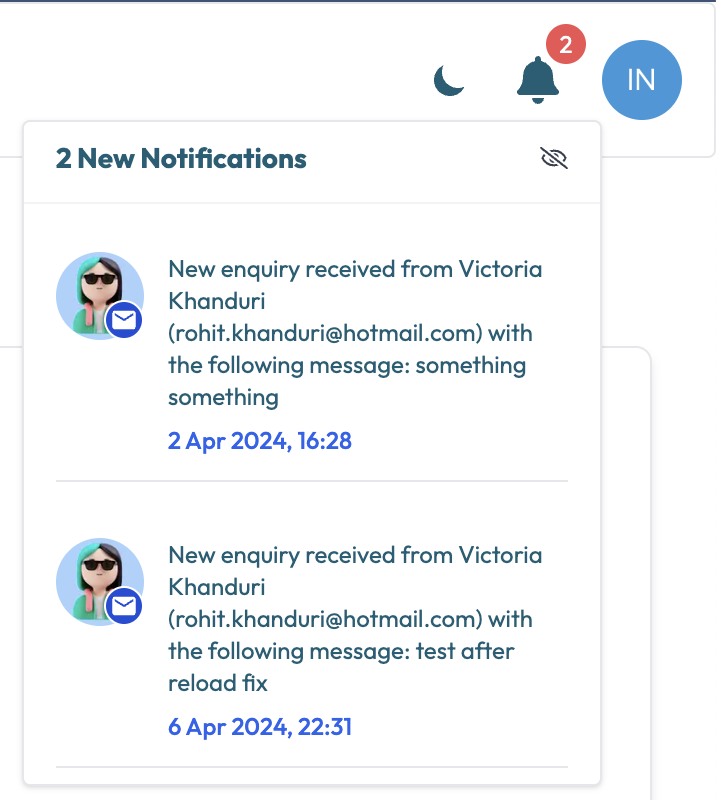 2
IN
2 New Notifications
New enquiry received from Victoria
Khanduri
(rohit.khanduri@hotmail.com) with
the following message: something
something
2 Apr 2024, 16:28
New enquiry received from Victoria
Khanduri
(rohit.khanduri@hotmail.com) with
the following message: test after
reload fix
6 Apr 2024, 22:31